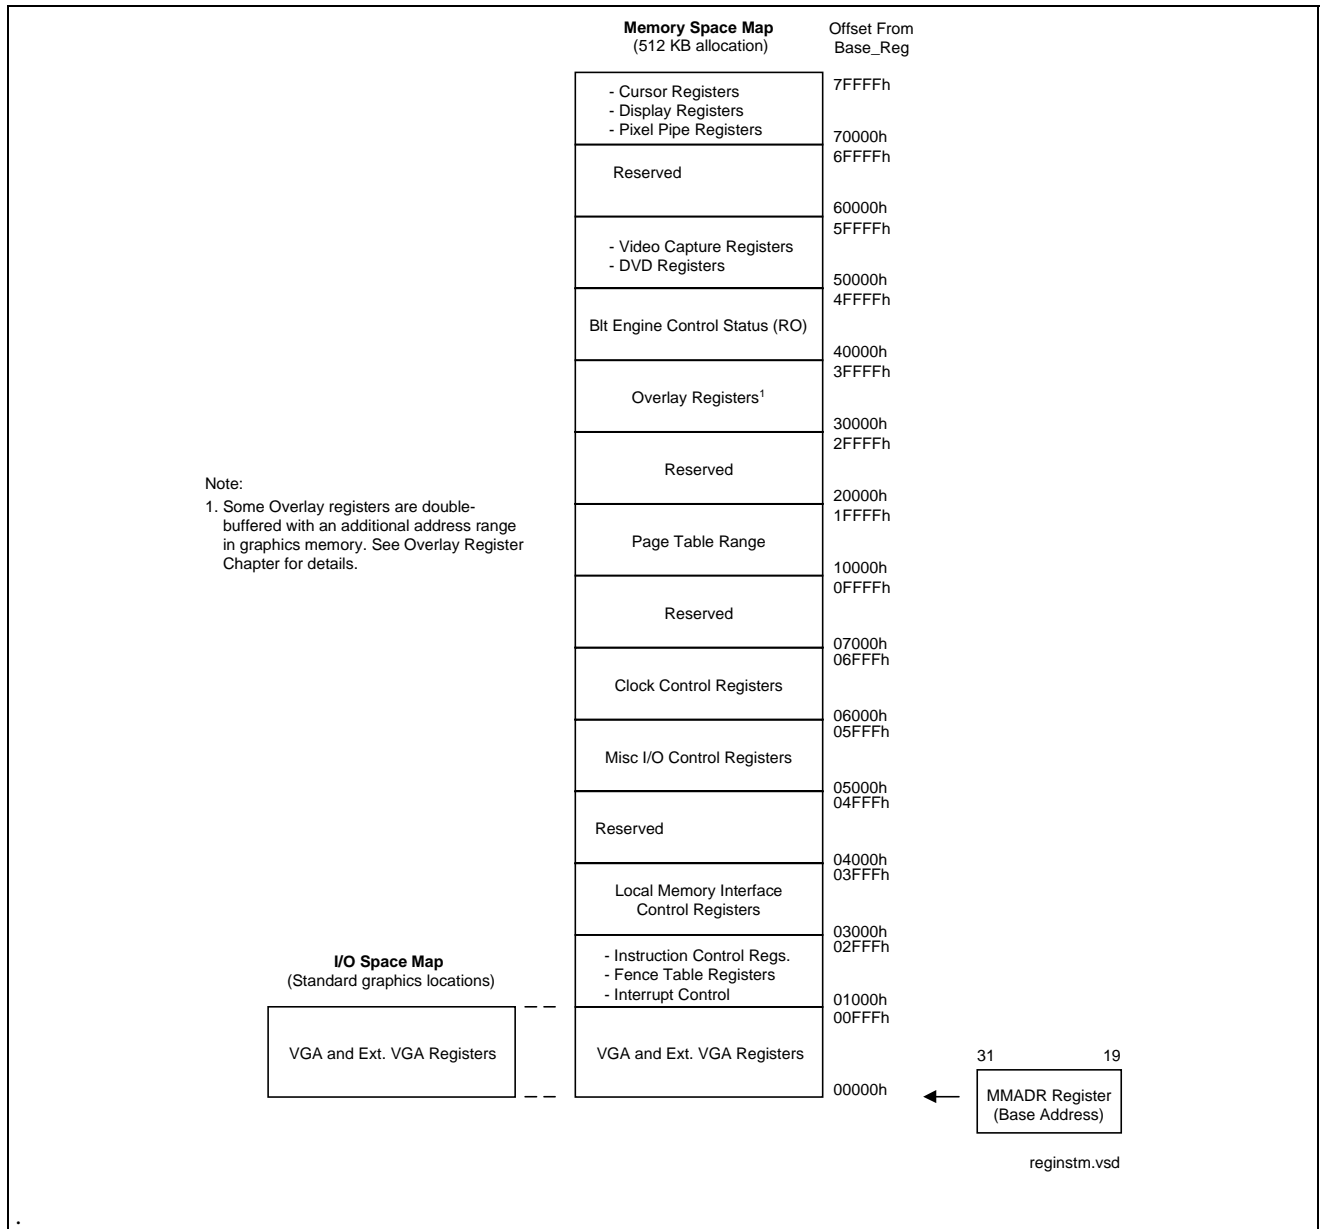 Memory Space Map
(512 KB allocation)
Offset From
Base_Reg
- Cursor Registers
- Display Registers
- Pixel Pipe Registers
7FFFFh
70000h
Reserved
6FFFFh
60000h
- Video Capture Registers
- DVD Registers
5FFFFh
50000h
Blt Engine Control Status (RO)
4FFFFh
40000h
Overlay Registers1
3FFFFh
30000h
Reserved
2FFFFh
20000h
Note:
1. Some Overlay registers are double-
buffered with an additional address range
in graphics memory. See Overlay Register
Chapter for details.
Page Table Range
1FFFFh
10000h
Reserved
0FFFFh
07000h
Clock Control Registers
06FFFh
06000h
Misc I/O Control Registers
05FFFh
05000h
Reserved
04FFFh
04000h
Local Memory Interface
Control Registers
03FFFh
03000h
- Instruction Control Regs.
- Fence Table Registers
- Interrupt Control
02FFFh
01000h
I/O Space Map
(Standard graphics locations)
VGA and Ext. VGA Registers
VGA and Ext. VGA Registers
00FFFh
00000h
31 19
MMADR Register
(Base Address)
reginstm.vsd
.